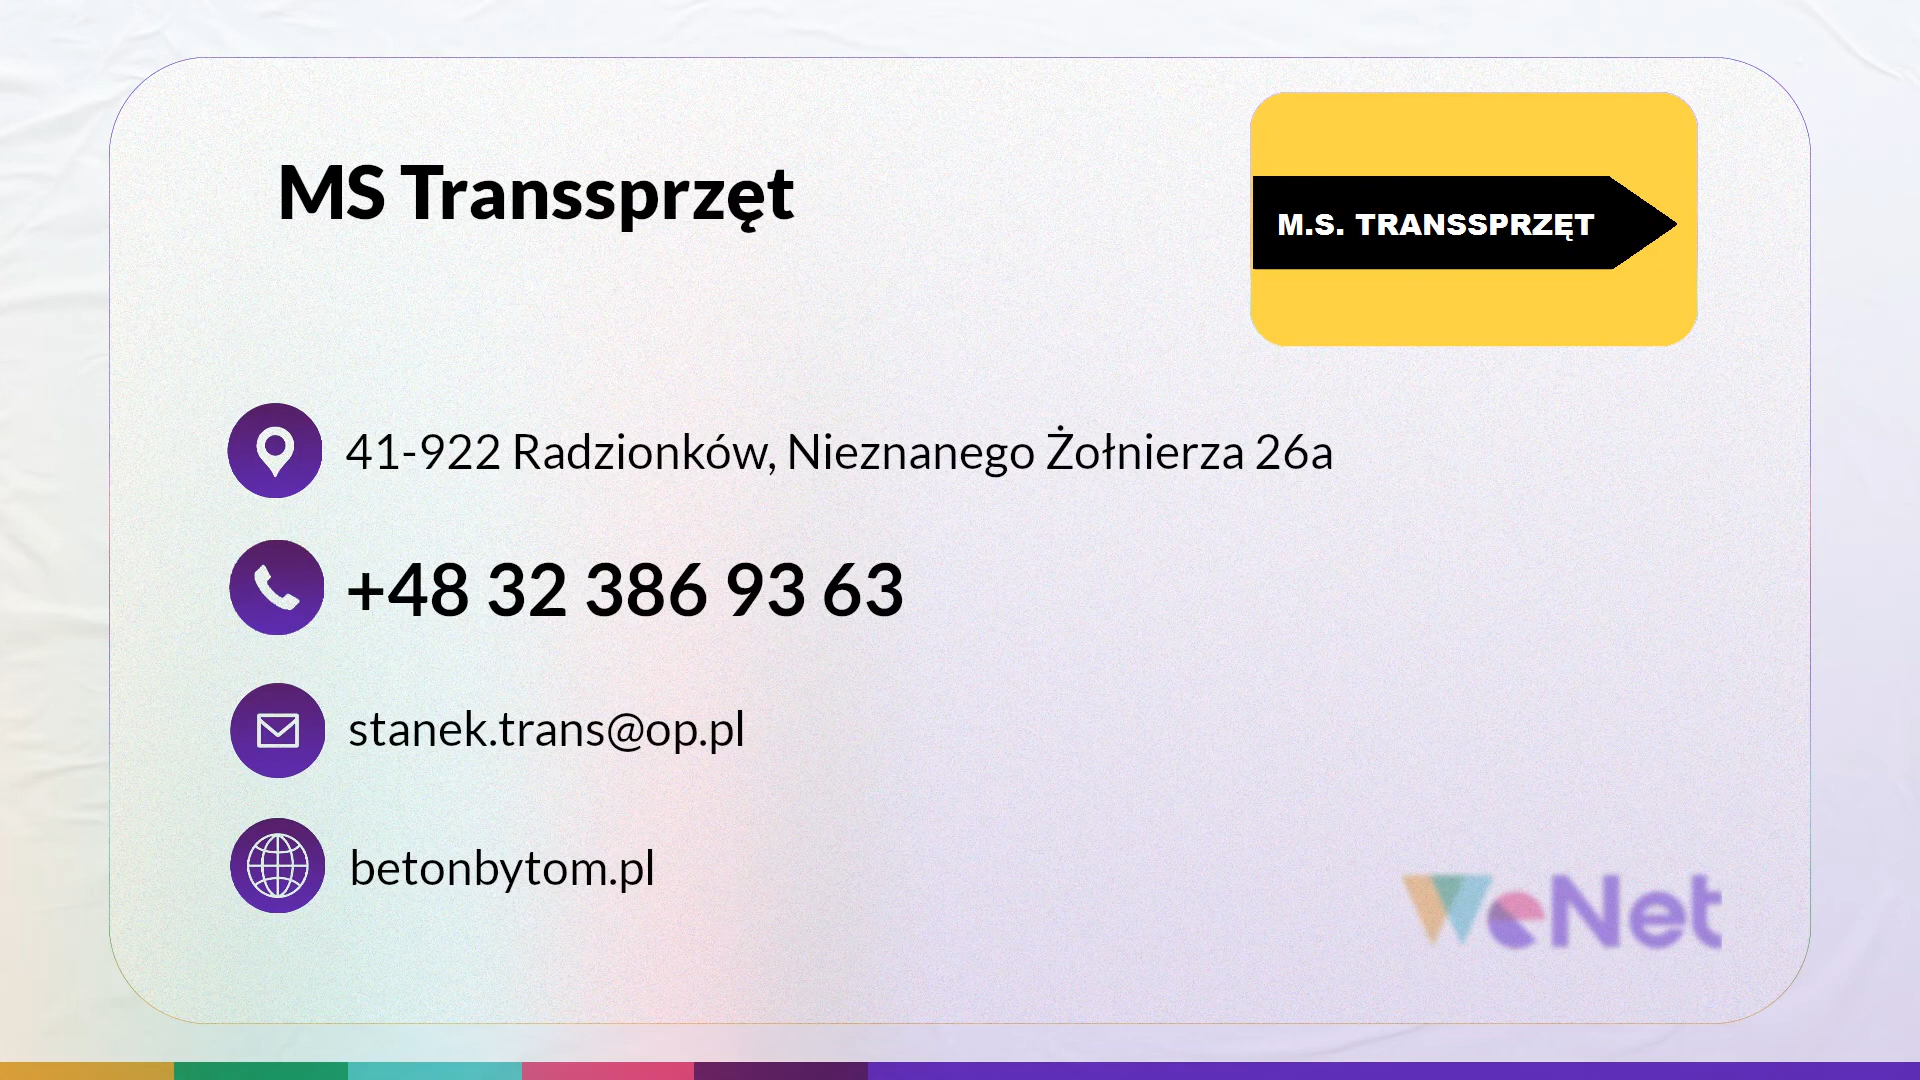 MS Transsprzęt
M.S. TRANSSPRZĘT
41-922 Radzionków, Nieznanego Żołnierza 26a
+48 32 386 93 63
stanek.trans@op.pl
betonbytom.pl
WeNet